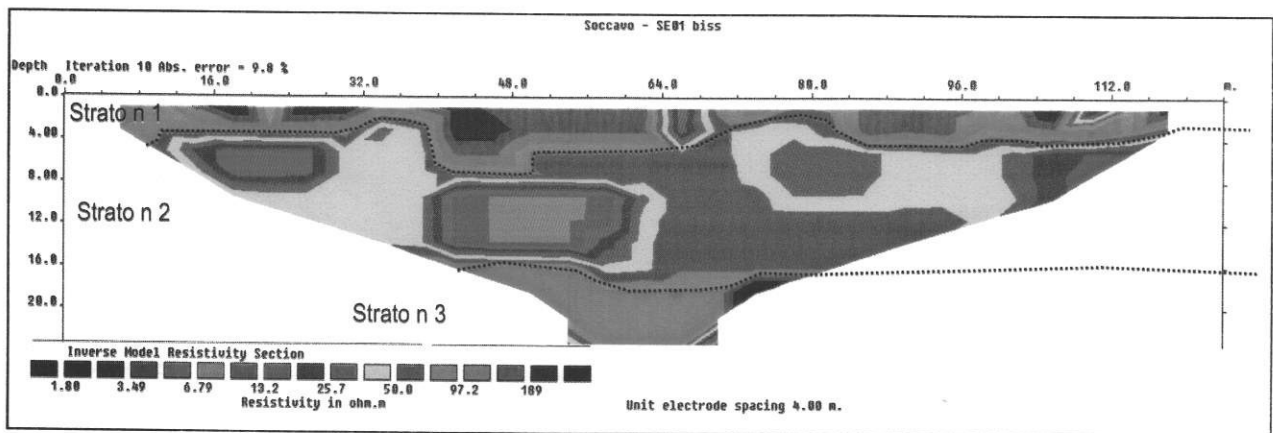 Soccavo - SE01 biss
Depth Iteration 10 Abs. error = 9.8 %
0.0 16.0 32.0 48.0 64.0 80.0 96.0 112.0 m.
0.0
Strato n 1
4.00
8.00
Strato n 2
12.0
16.0
20.0
Strato n 3
Inverse Model Resistivity Section
1.80 3.49 6.79 13.2 25.7 50.0 97.2 189
Resistivity in ohm.m Unit electrode spacing 4.00 m.